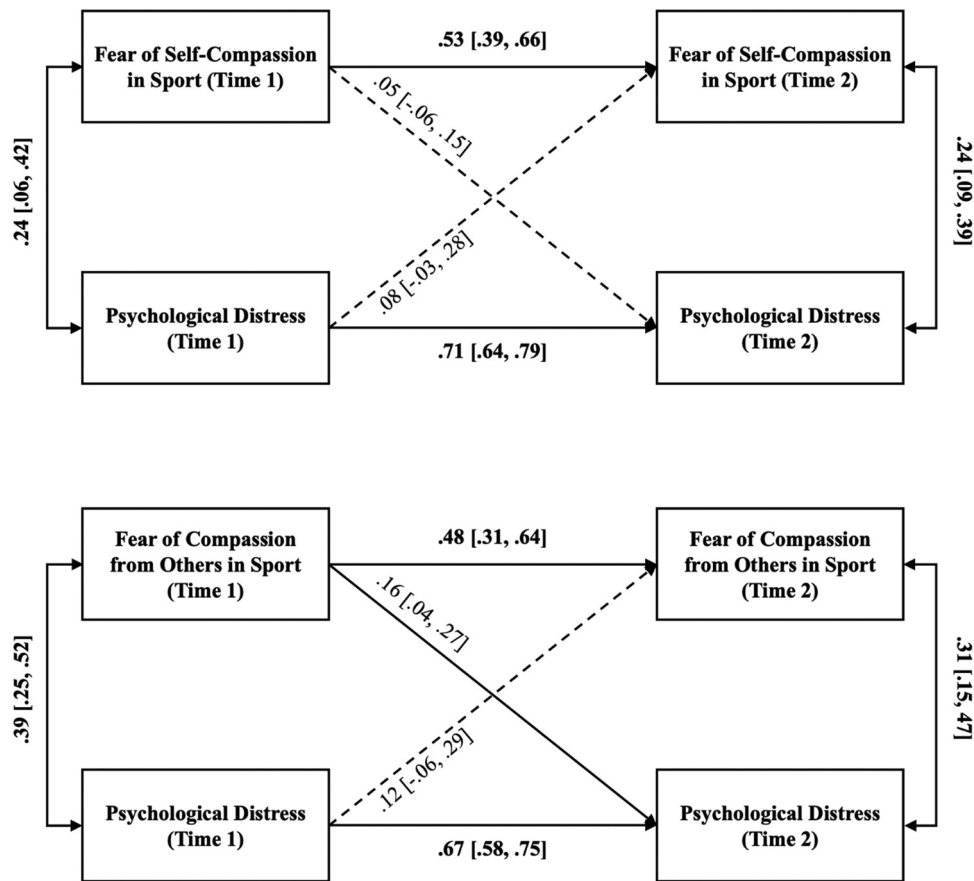 .53 [.39, .66]
Fear of Self-Compassion
in Sport (Time 1)
Fear of Self-Compassion
in Sport (Time 2)
.05 [-.06, .15]
.24 [.06, .42]
.24 [.09, .39]
.08 [-.03, .28]
Psychological Distress
(Time 1)
Psychological Distress
(Time 2)
.71 [.64, .79]
.48 [.31, .64]
Fear of Compassion
from Others in Sport
(Time 1)
Fear of Compassion
from Others in Sport
(Time 2)
.16 [.04, .27]
.39 [.25, .52]
.31 [.15, 47]
.12 [-.06, .29]
Psychological Distress
(Time 1)
Psychological Distress
(Time 2)
.67 [.58, .75]